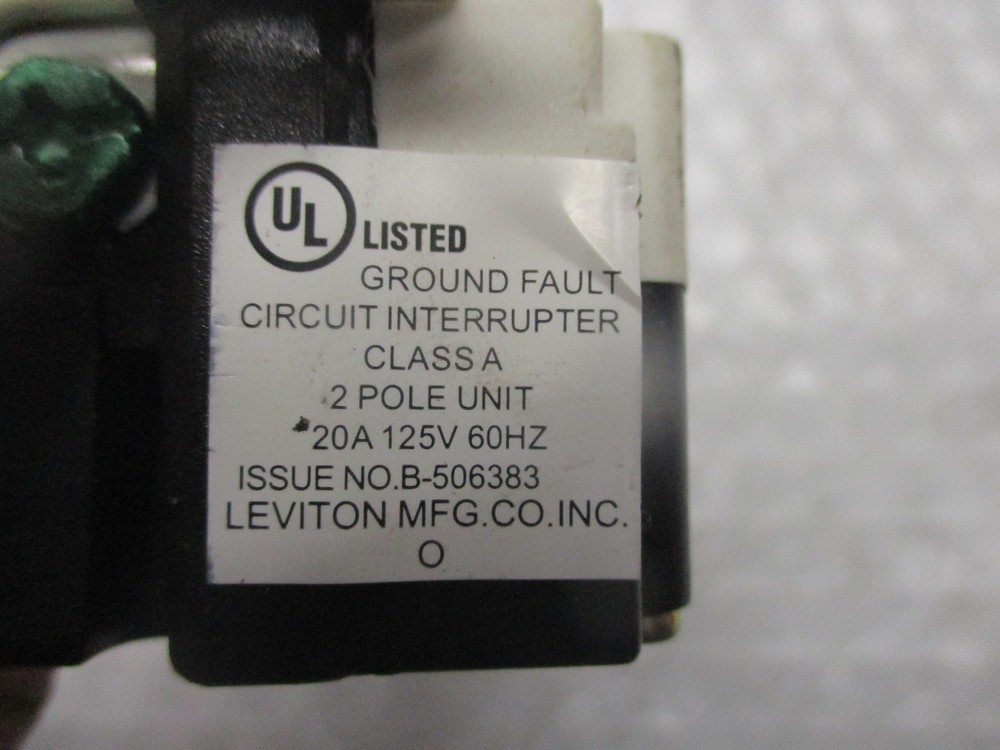 UL LISTED
GROUND FAULT
CIRCUIT INTERRUPTER
CLASS A
2 POLE UNIT
20A 125V 60HZ
ISSUE NO.B-506383
LEVITON MFG.CO.INC.
O